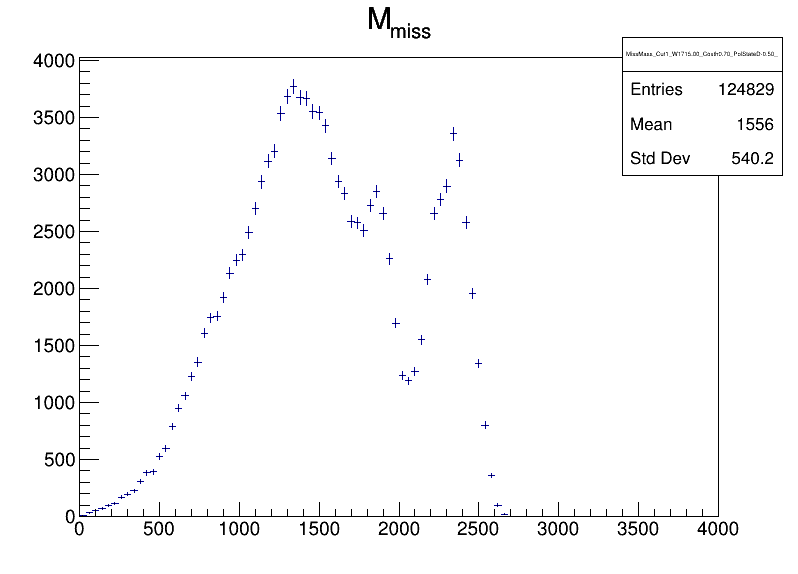 M_miss
MissMass_Cut1_W1715.00_Costh0.70_PolStateD-0.50_
Entries 124829
Mean 1556
Std Dev 540.2
4000
3500
3000
2500
2000
1500
1000
500
0
0 500 1000 1500 2000 2500 3000 3500 4000